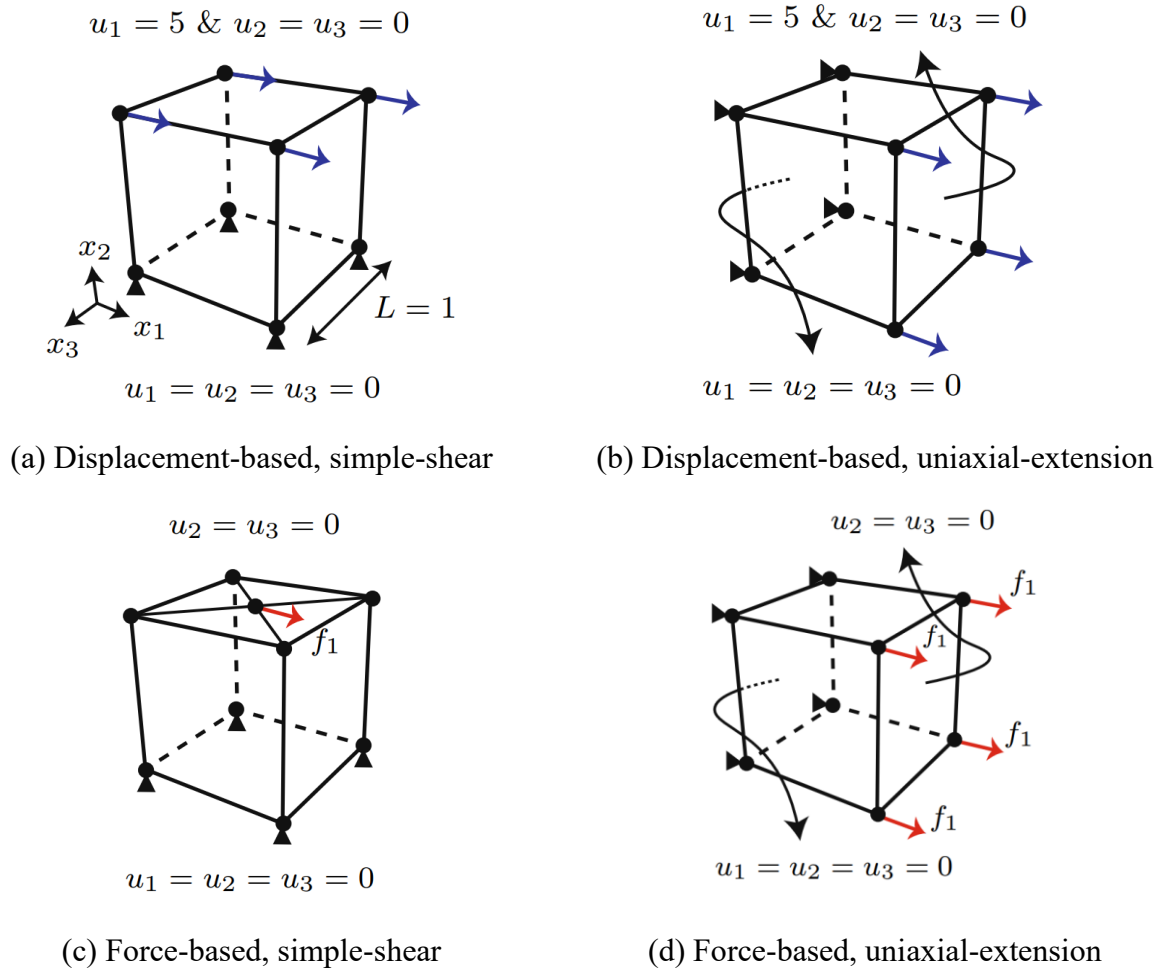 u₁ = 5 & u₂ = u₃ = 0
u₁ = 5 & u₂ = u₃ = 0
x₂
x₁
x₃
L = 1
u₁ = u₂ = u₃ = 0
u₁ = u₂ = u₃ = 0
(a) Displacement-based, simple-shear
(b) Displacement-based, uniaxial-extension
u₂ = u₃ = 0
u₂ = u₃ = 0
f₁
f₁
f₁
f₁
f₁
u₁ = u₂ = u₃ = 0
u₁ = u₂ = u₃ = 0
(c) Force-based, simple-shear
(d) Force-based, uniaxial-extension